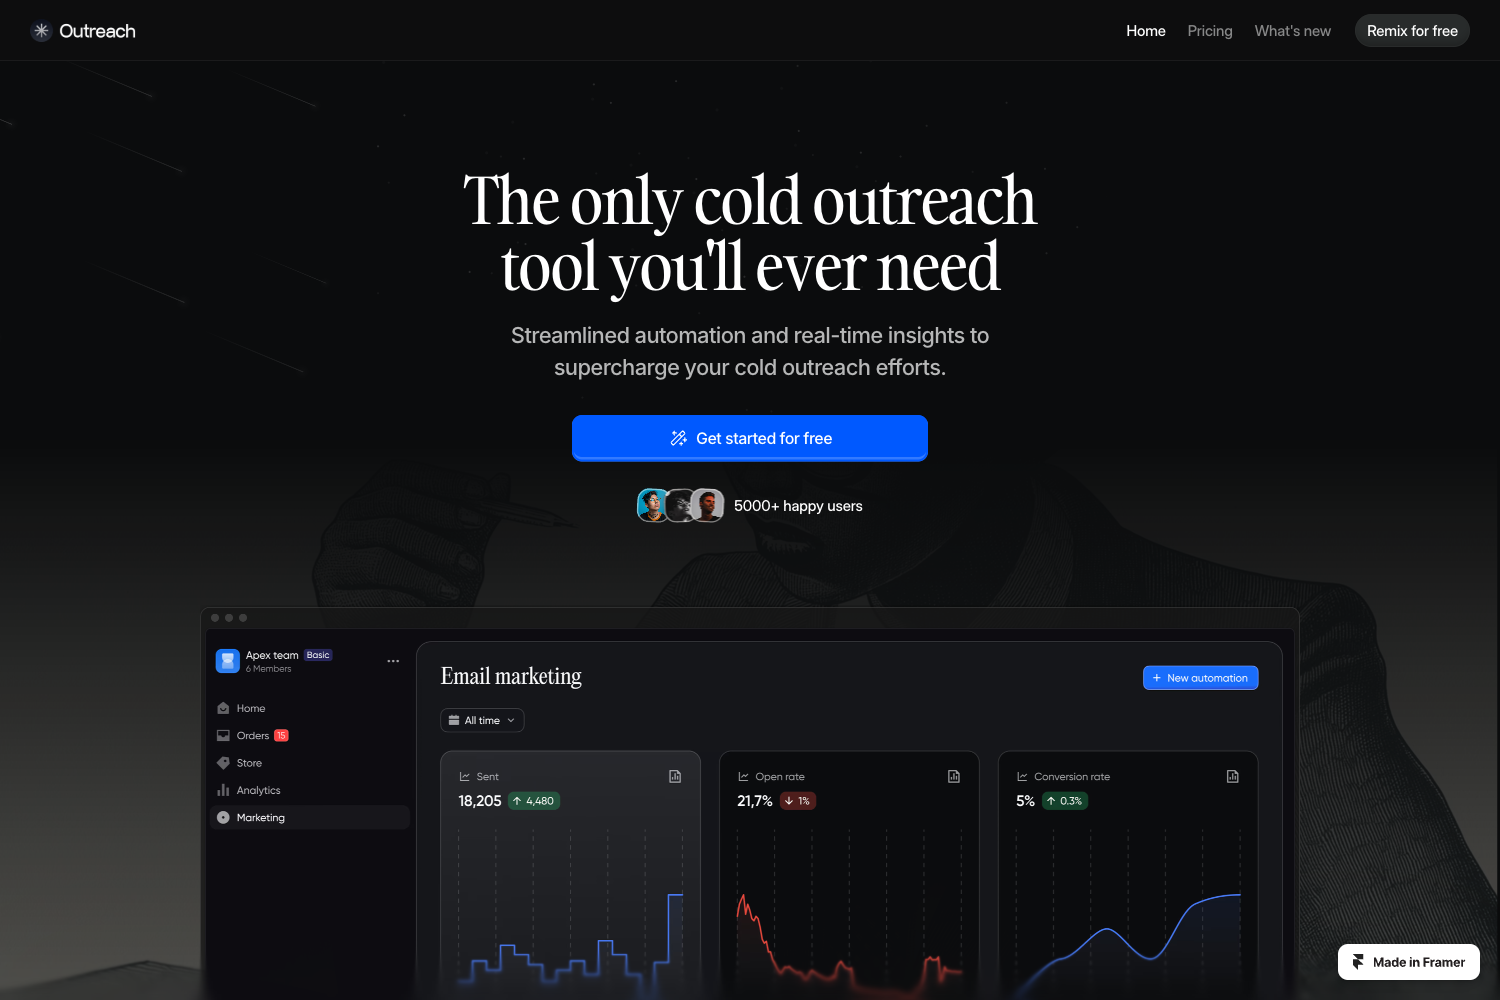 Outreach
Home
Pricing
What's new
Remix for free
The only cold outreach
tool you'll ever need
Streamlined automation and real-time insights to
supercharge your cold outreach efforts.
Get started for free
5000+ happy users
Apex team Basic
6 Members
Home
Orders 15
Store
Analytics
Marketing
Email marketing
+ New automation
All time
Sent
18,205 ↑ 4,480
Open rate
21,7% ↓ 1%
Conversion rate
5% ↑ 0.3%
Made in Framer